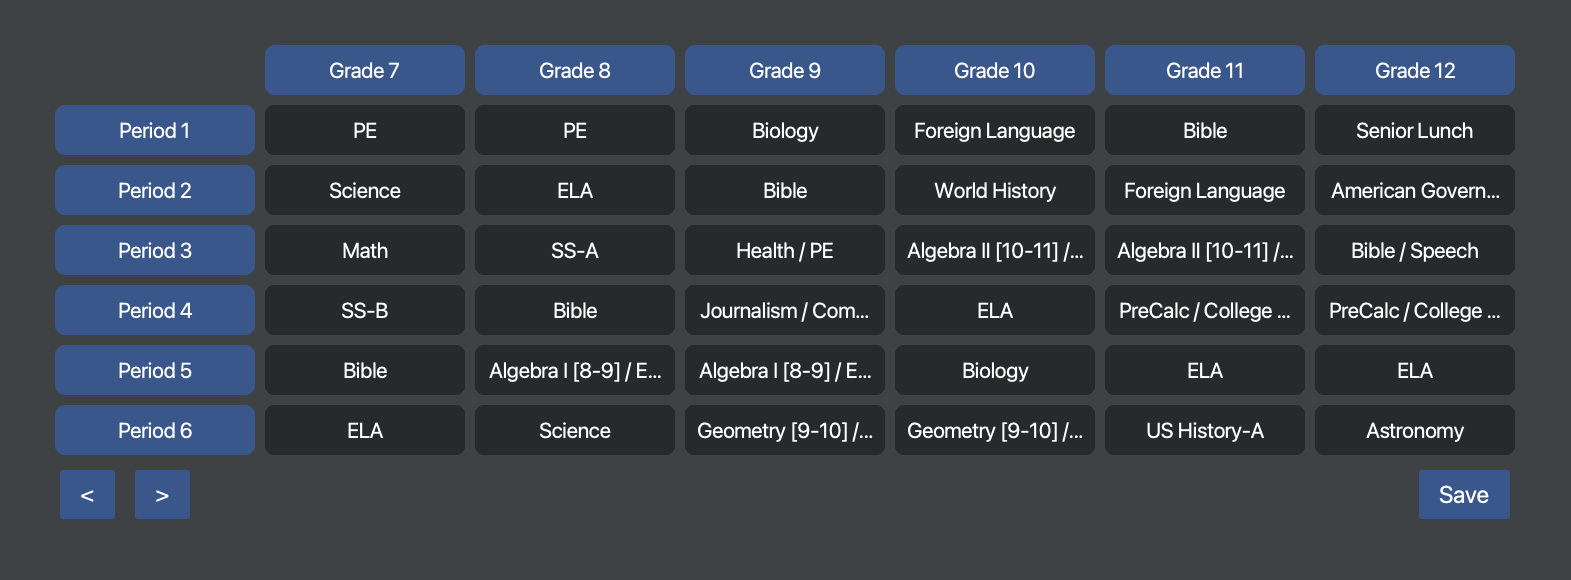 Grade 7 Grade 8 Grade 9 Grade 10 Grade 11 Grade 12
Period 1 PE PE Biology Foreign Language Bible Senior Lunch
Period 2 Science ELA Bible World History Foreign Language American Govern...
Period 3 Math SS-A Health / PE Algebra II [10-11] /... Algebra II [10-11] /... Bible / Speech
Period 4 SS-B Bible Journalism / Com... ELA PreCalc / College ... PreCalc / College ...
Period 5 Bible Algebra I [8-9] / E... Algebra I [8-9] / E... Biology ELA ELA
Period 6 ELA Science Geometry [9-10] /... Geometry [9-10] /... US History-A Astronomy
< > Save